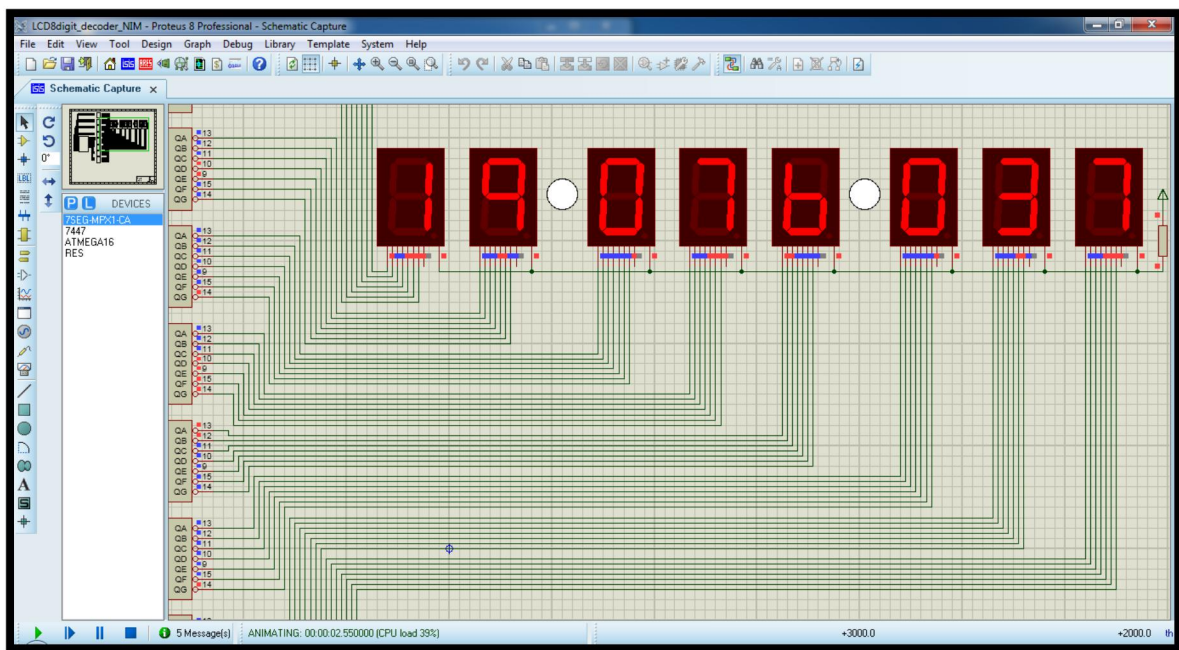 LCD8digit_decoder_NIM - Proteus 8 Professional - Schematic Capture
File Edit View Tool Design Graph Debug Library Template System Help
Schematic Capture
0°
LBL
P L DEVICES
7SEG-MPX1-CA
7447
ATMEGA16
RES
19 076 037
QA 13
QB 12
QC 11
QD 10
QE 9
QF 15
QG 14
QA 13
QB 12
QC 11
QD 10
QE 9
QF 15
QG 14
QA 13
QB 12
QC 11
QD 10
QE 9
QF 15
QG 14
QA 13
QB 12
QC 11
QD 10
QE 9
QF 15
QG 14
QA 13
QB 12
QC 11
QD 10
QE 9
QF 15
QG 14
5 Message(s) ANIMATING: 00:00:02.550000 (CPU load 39%) +3000.0 +2000.0 th